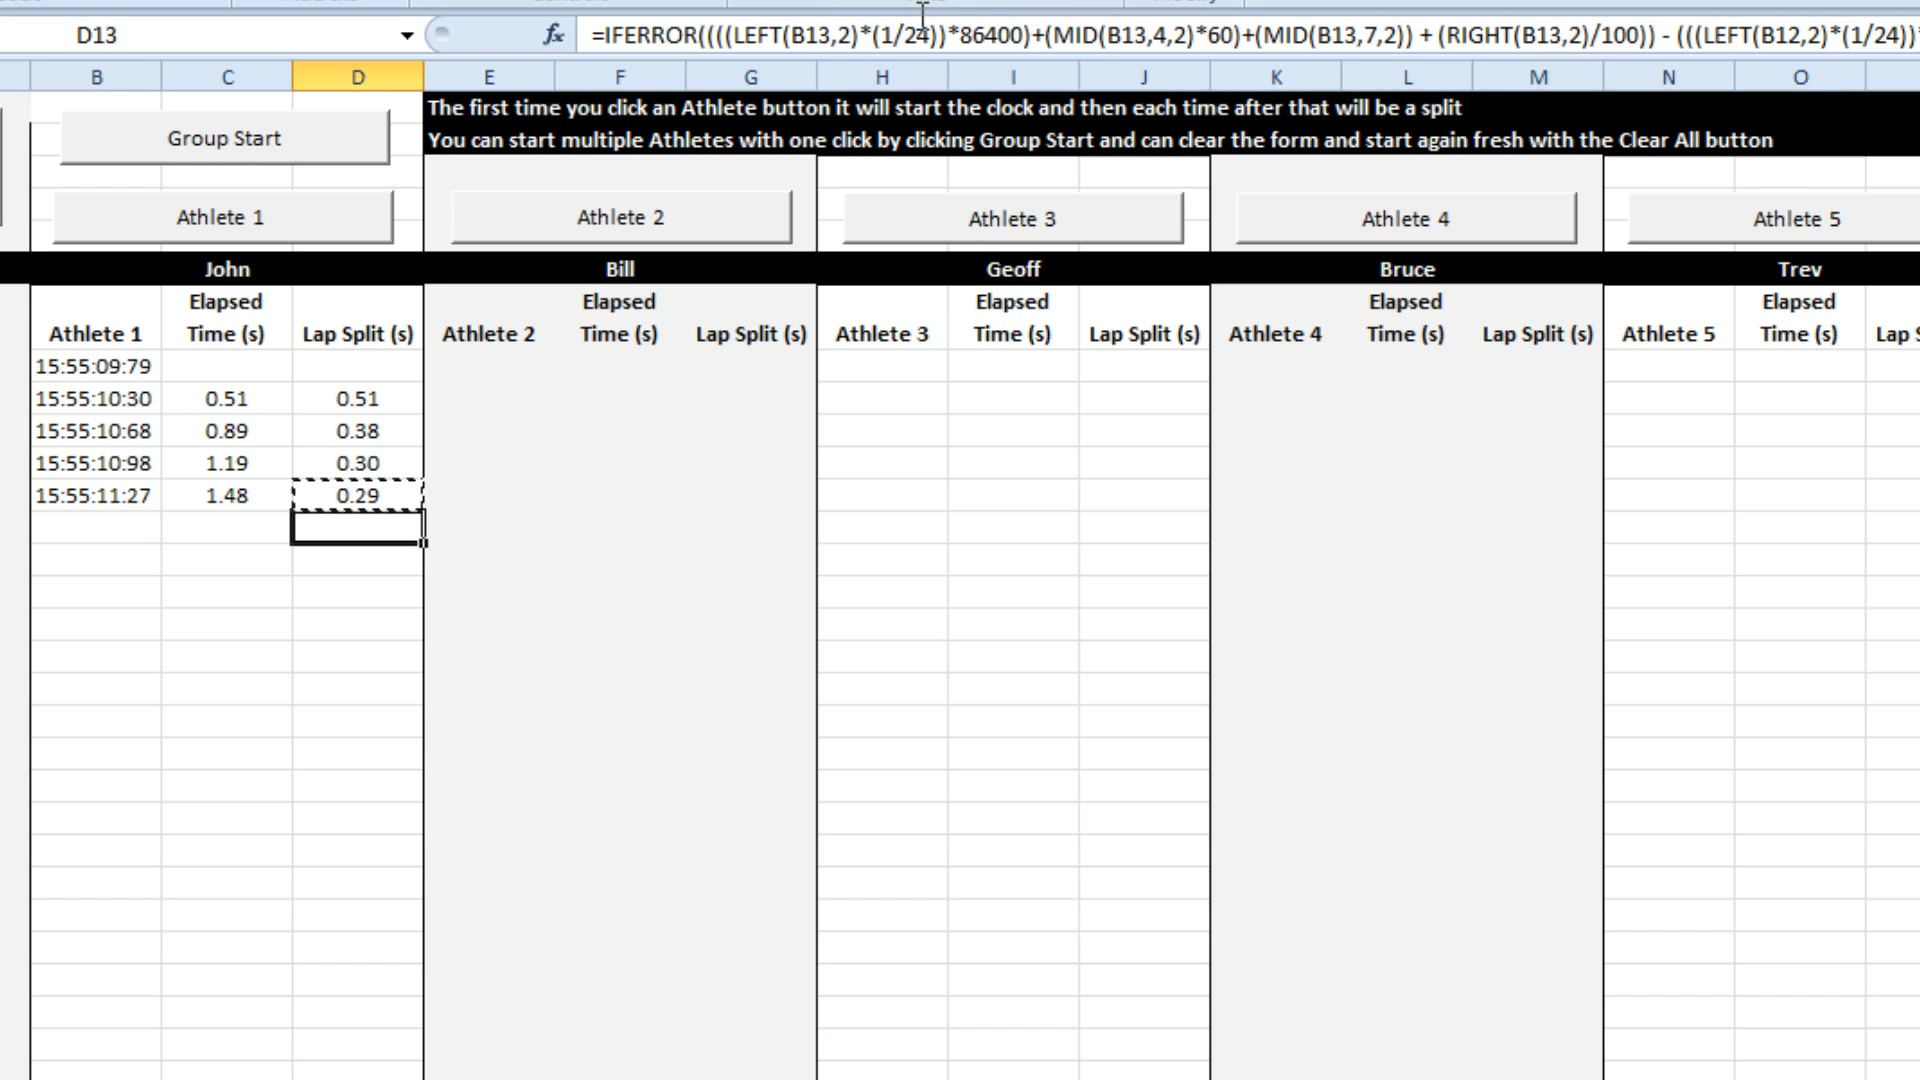 D13
fx
=IFERROR((((LEFT(B13,2)*(1/24))*86400)+(MID(B13,4,2)*60)+(MID(B13,7,2)) + (RIGHT(B13,2)/100)) - (((LEFT(B12,2)*(1/24))
B C D E F G H I J K L M N O
The first time you click an Athlete button it will start the clock and then each time after that will be a split
Group Start
You can start multiple Athletes with one click by clicking Group Start and can clear the form and start again fresh with the Clear All button
Athlete 1 Athlete 2 Athlete 3 Athlete 4 Athlete 5
John Bill Geoff Bruce Trev
Elapsed Elapsed Elapsed Elapsed Elapsed
Athlete 1 Time (s) Lap Split (s) Athlete 2 Time (s) Lap Split (s) Athlete 3 Time (s) Lap Split (s) Athlete 4 Time (s) Lap Split (s) Athlete 5 Time (s) Lap S
15:55:09:79
15:55:10:30 0.51 0.51
15:55:10:68 0.89 0.38
15:55:10:98 1.19 0.30
15:55:11:27 1.48 0.29